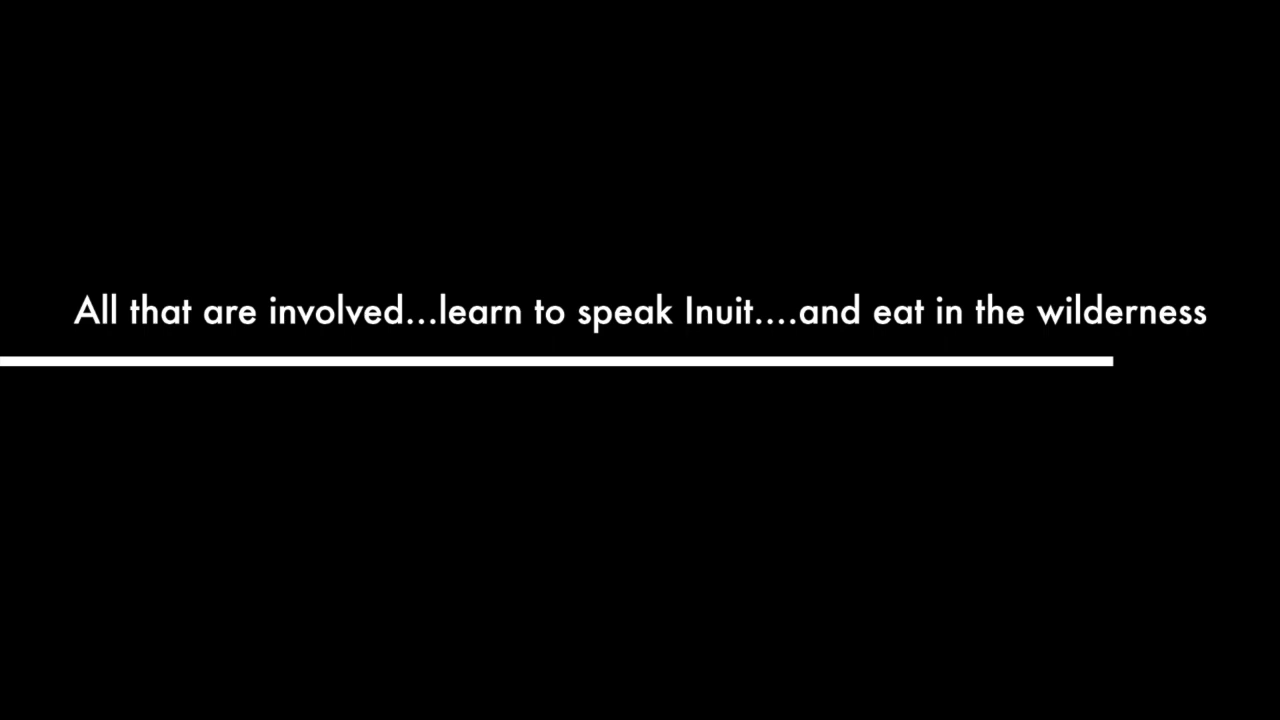 All that are involved...learn to speak Inuit....and eat in the wilderness